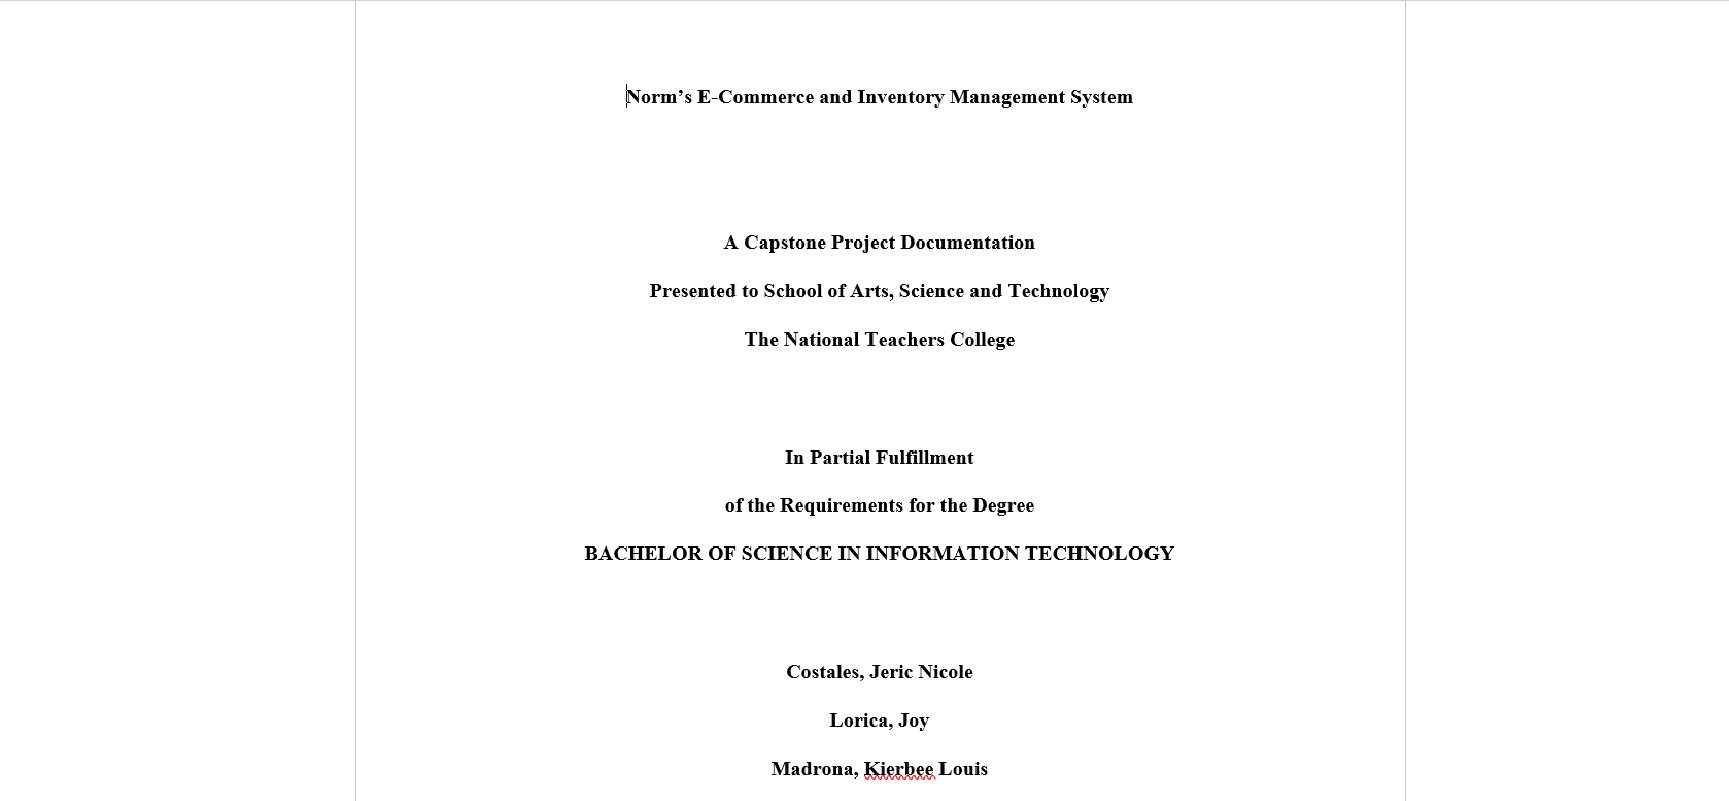 Norm’s E-Commerce and Inventory Management System
A Capstone Project Documentation
Presented to School of Arts, Science and Technology
The National Teachers College
In Partial Fulfillment
of the Requirements for the Degree
BACHELOR OF SCIENCE IN INFORMATION TECHNOLOGY
Costales, Jeric Nicole
Lorica, Joy
Madrona, Kierbee Louis